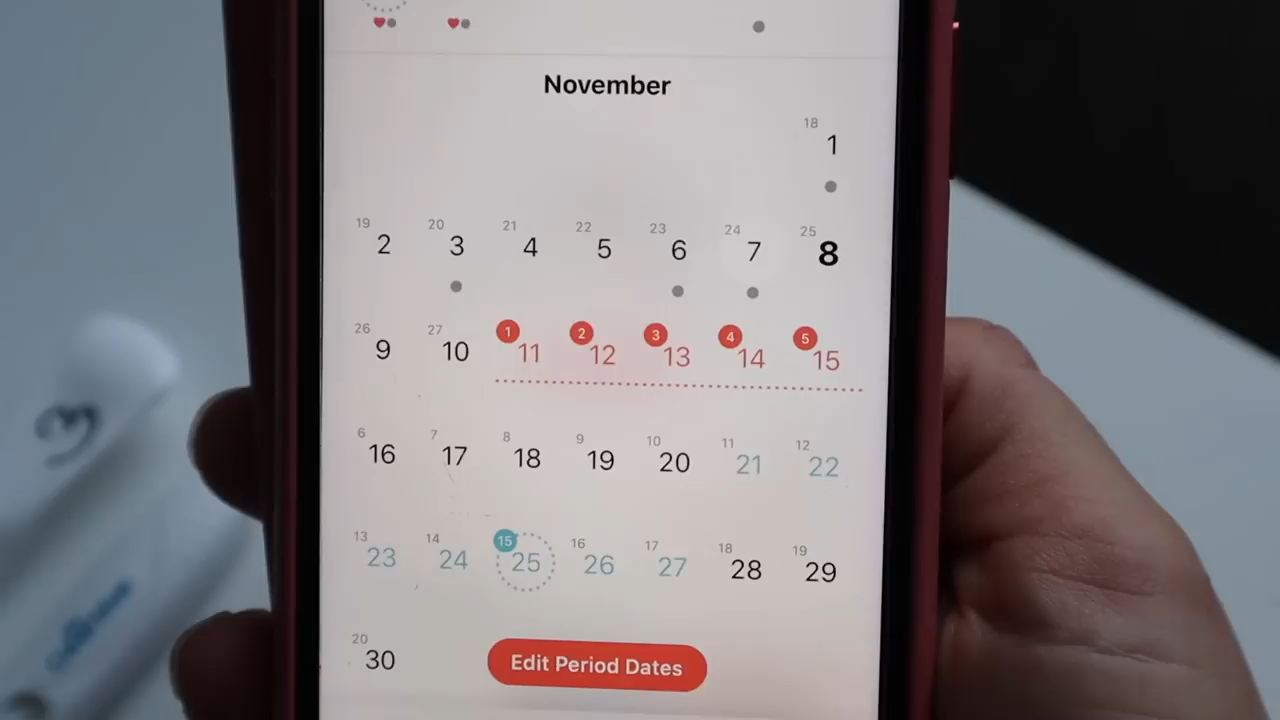 November
18
1
19 20 21 22 23 24 25
2 3 4 5 6 7 8
26 27 1 2 3 4 5
9 10 11 12 13 14 15
6 7 8 9 10 11 12
16 17 18 19 20 21 22
13 14 15 16 17 18 19
23 24 25 26 27 28 29
20
30
Edit Period Dates
3